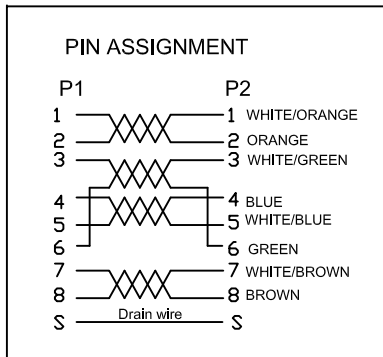 PIN ASSIGNMENT
P1 P2
1 1 WHITE/ORANGE
2 2 ORANGE
3 3 WHITE/GREEN
4 4 BLUE
5 5 WHITE/BLUE
6 6 GREEN
7 7 WHITE/BROWN
8 8 BROWN
S Drain wire S